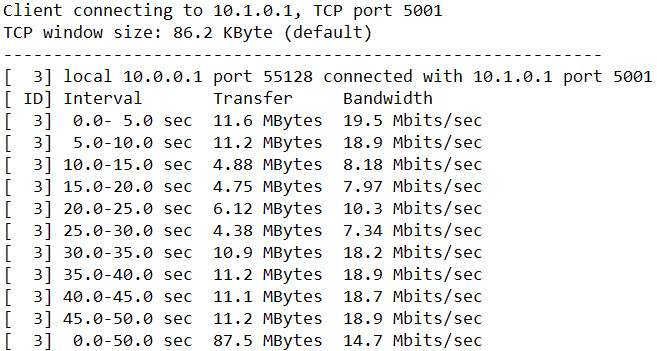 Client connecting to 10.1.0.1, TCP port 5001
TCP window size: 86.2 KByte (default)
------------------------------------------------------------
[  3] local 10.0.0.1 port 55128 connected with 10.1.0.1 port 5001
[ ID] Interval       Transfer     Bandwidth
[  3]  0.0- 5.0 sec  11.6 MBytes  19.5 Mbits/sec
[  3]  5.0-10.0 sec  11.2 MBytes  18.9 Mbits/sec
[  3] 10.0-15.0 sec  4.88 MBytes  8.18 Mbits/sec
[  3] 15.0-20.0 sec  4.75 MBytes  7.97 Mbits/sec
[  3] 20.0-25.0 sec  6.12 MBytes  10.3 Mbits/sec
[  3] 25.0-30.0 sec  4.38 MBytes  7.34 Mbits/sec
[  3] 30.0-35.0 sec  10.9 MBytes  18.2 Mbits/sec
[  3] 35.0-40.0 sec  11.2 MBytes  18.9 Mbits/sec
[  3] 40.0-45.0 sec  11.1 MBytes  18.7 Mbits/sec
[  3] 45.0-50.0 sec  11.2 MBytes  18.9 Mbits/sec
[  3]  0.0-50.0 sec  87.5 MBytes  14.7 Mbits/sec